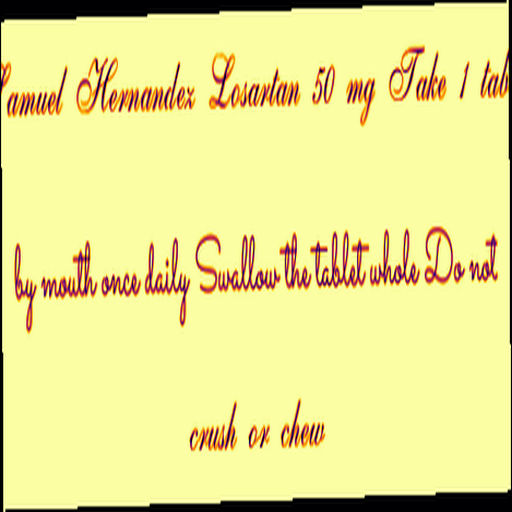 Samuel Hernandez Losartan 50 mg Take 1 tab
by mouth once daily Swallow the tablet whole Do not
crush or chew